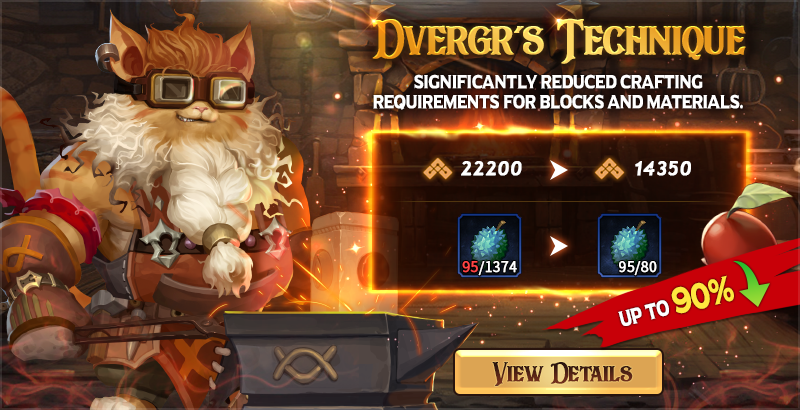 DVERGR'S TECHNIQUE
SIGNIFICANTLY REDUCED CRAFTING
REQUIREMENTS FOR BLOCKS AND MATERIALS.
22200 14350
95/1374 95/80
UP TO 90%
VIEW DETAILS